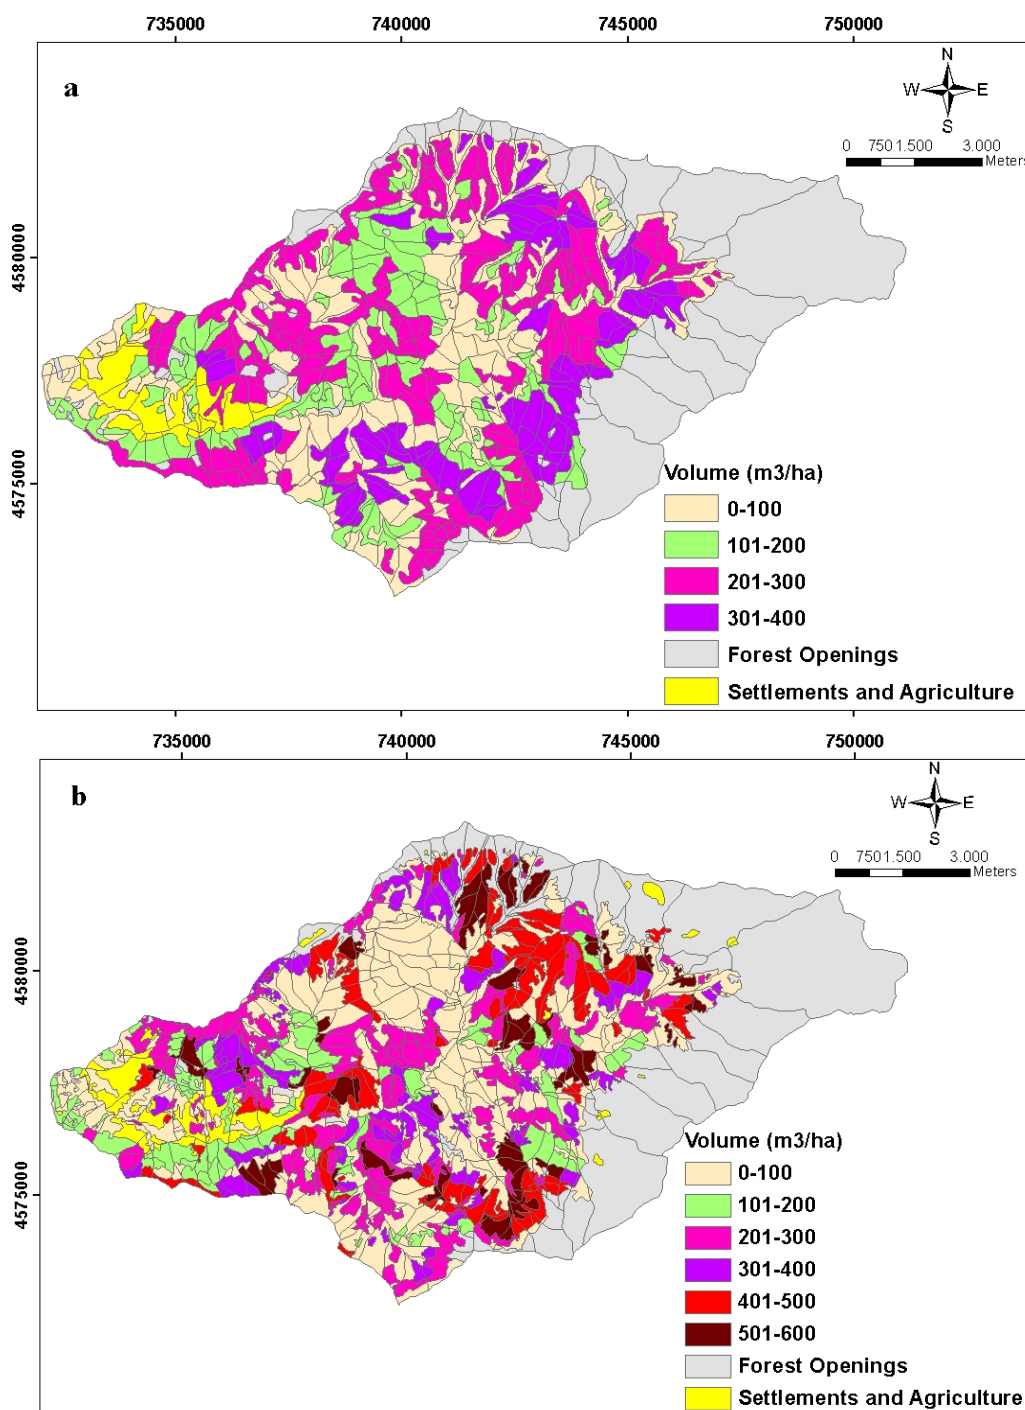 735000 740000 745000 750000
a
N
W E
S
0 750 1.500 3.000
Meters
4580000
4575000
Volume (m3/ha)
0-100
101-200
201-300
301-400
Forest Openings
Settlements and Agriculture
735000 740000 745000 750000
b
N
W E
S
0 750 1.500 3.000
Meters
4580000
4575000
Volume (m3/ha)
0-100
101-200
201-300
301-400
401-500
501-600
Forest Openings
Settlements and Agriculture